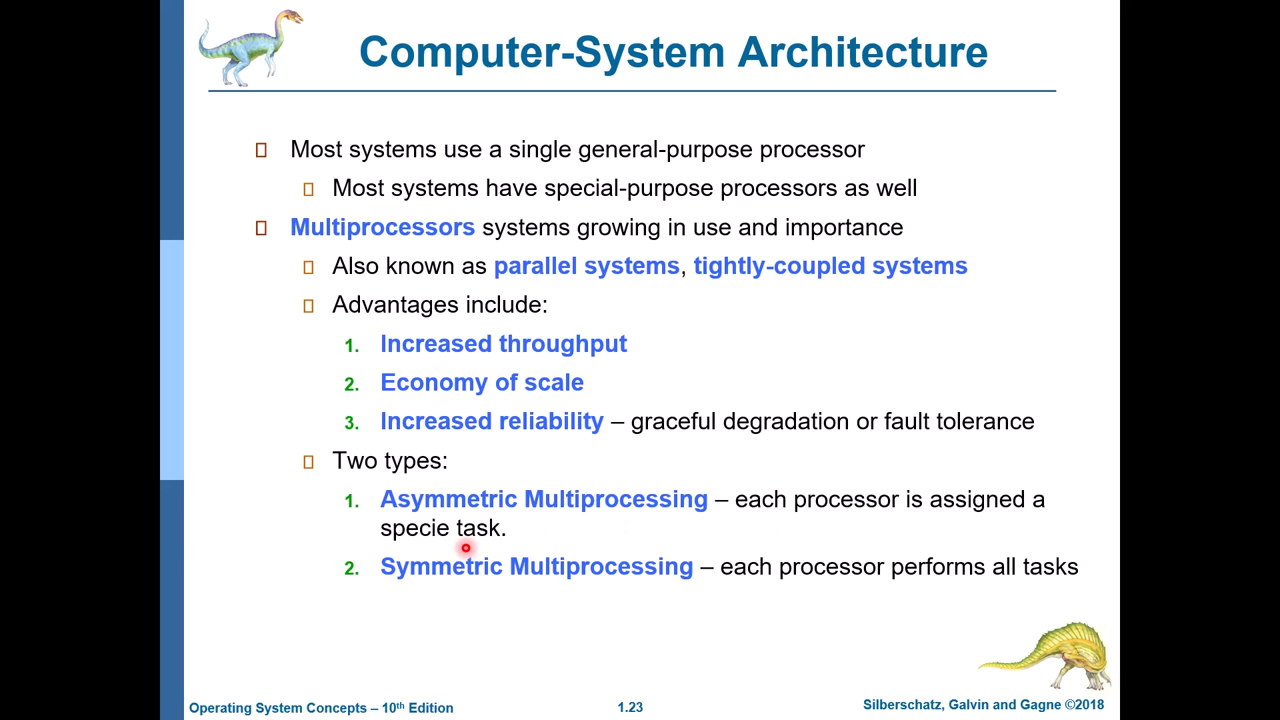 Computer-System Architecture
Most systems use a single general-purpose processor
Most systems have special-purpose processors as well
Multiprocessors systems growing in use and importance
Also known as parallel systems, tightly-coupled systems
Advantages include:
1. Increased throughput
2. Economy of scale
3. Increased reliability – graceful degradation or fault tolerance
Two types:
1. Asymmetric Multiprocessing – each processor is assigned a
specie task.
2. Symmetric Multiprocessing – each processor performs all tasks
Operating System Concepts – 10th Edition
1.23
Silberschatz, Galvin and Gagne ©2018